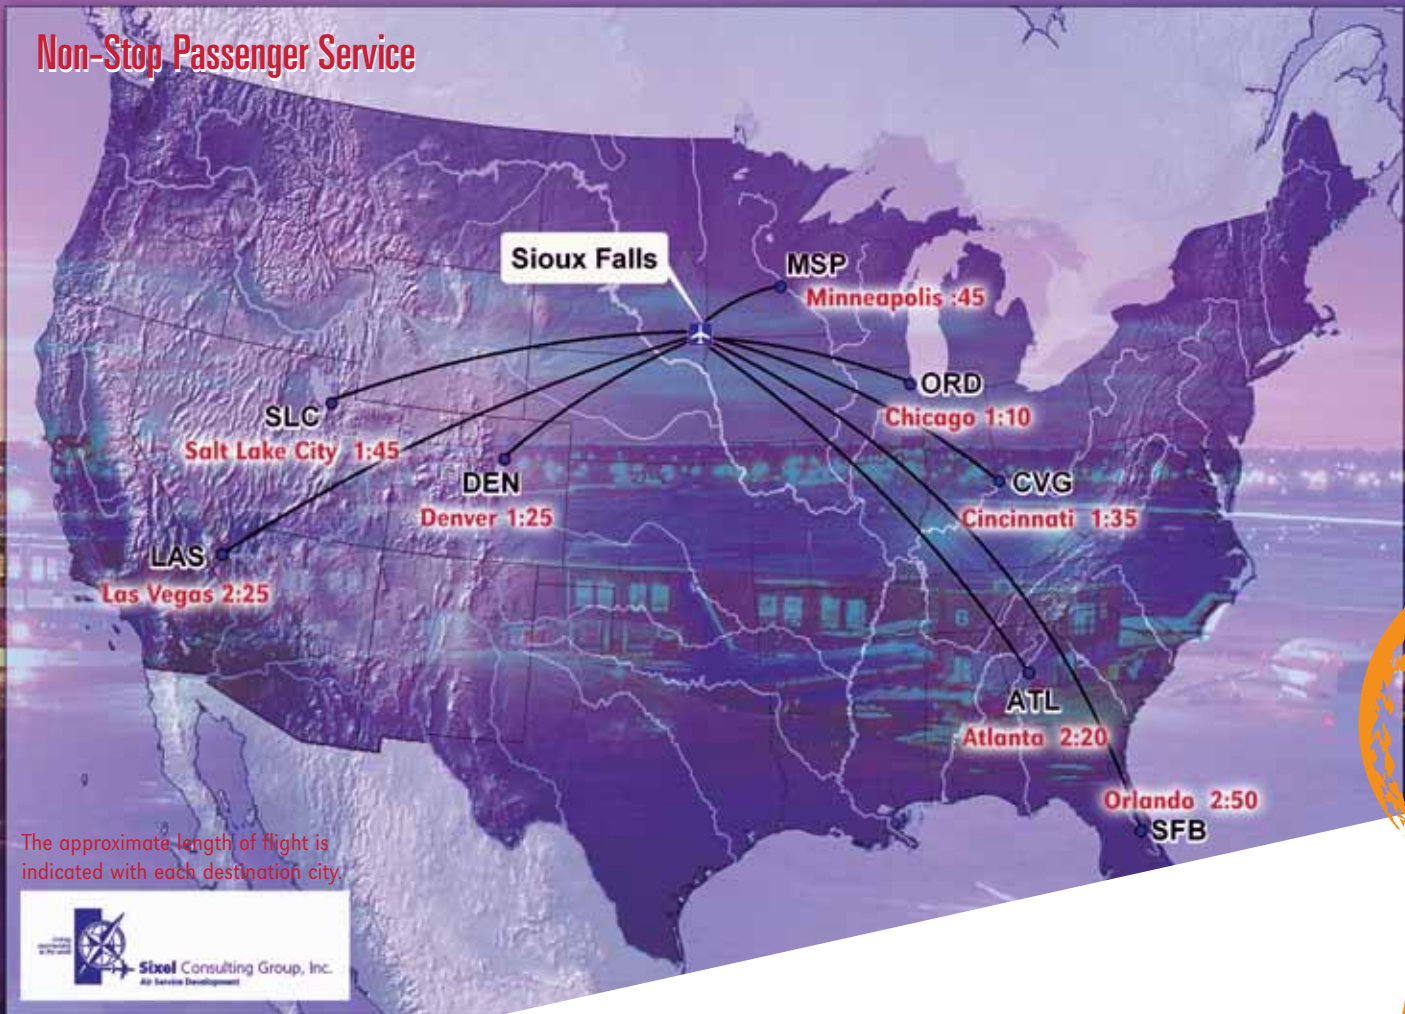 Non-Stop Passenger Service
Sioux Falls
MSP
Minneapolis :45
ORD
Chicago 1:10
SLC
Salt Lake City 1:45
DEN
Denver 1:25
CVG
Cincinnati 1:35
LAS
Las Vegas 2:25
ATL
Atlanta 2:20
Orlando 2:50
SFB
The approximate length of flight is
indicated with each destination city.
Sixel Consulting Group, Inc.
Air Service Development